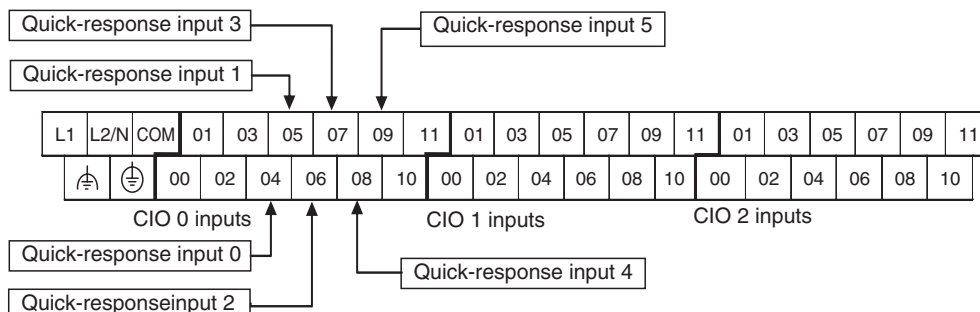 Quick-response input 3
Quick-response input 5
Quick-response input 1
L1 L2/N COM 01 03 05 07 09 11 01 03 05 07 09 11 01 03 05 07 09 11
00 02 04 06 08 10 00 02 04 06 08 10 00 02 04 06 08 10
CIO 0 inputs CIO 1 inputs CIO 2 inputs
Quick-response input 0
Quick-response input 4
Quick-responseinput 2